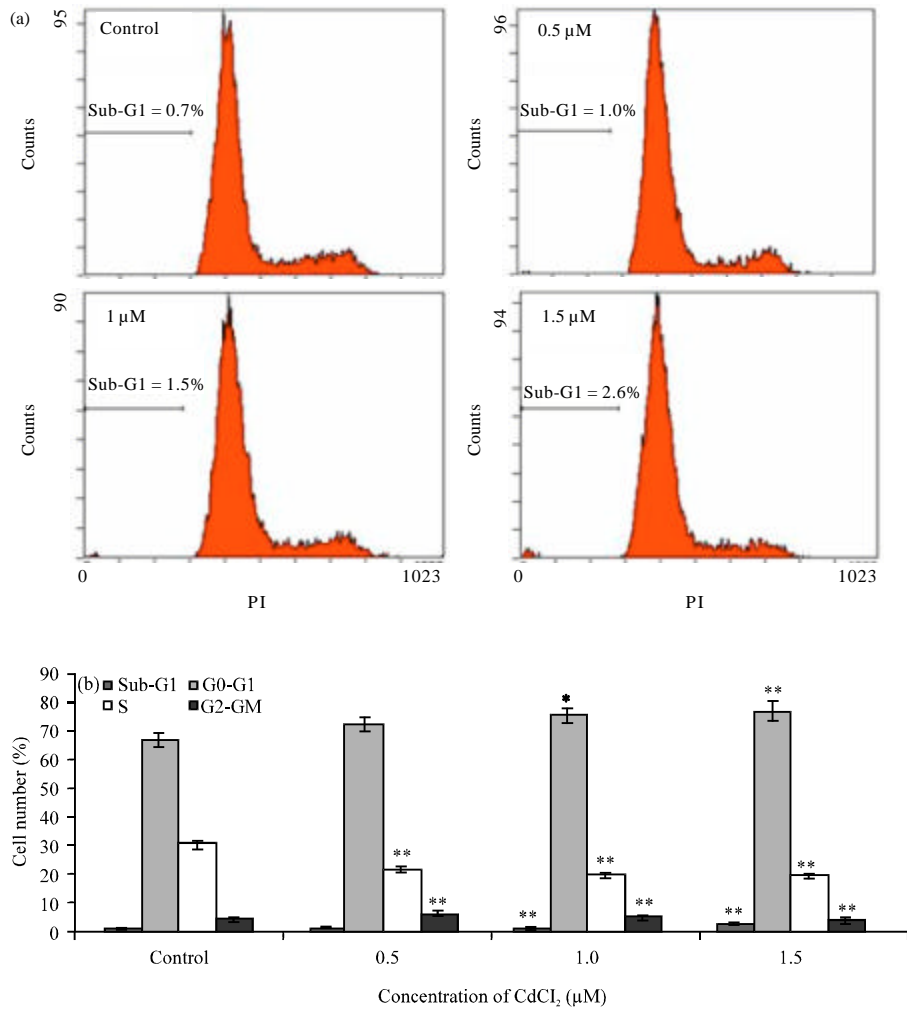 (a)
95
Control
Sub-G1 = 0.7%
Counts
96
0.5 µM
Sub-G1 = 1.0%
Counts
90
1 µM
Sub-G1 = 1.5%
Counts
0
1023
PI
94
1.5 µM
Sub-G1 = 2.6%
Counts
0
1023
PI
(b)
Sub-G1
G0-G1
S
G2-GM
90
80
70
60
50
40
30
20
10
0
Cell number (%)
**
**
**
*
**
**
**
**
**
**
Control
0.5
1.0
1.5
Concentration of CdCI₂ (µM)